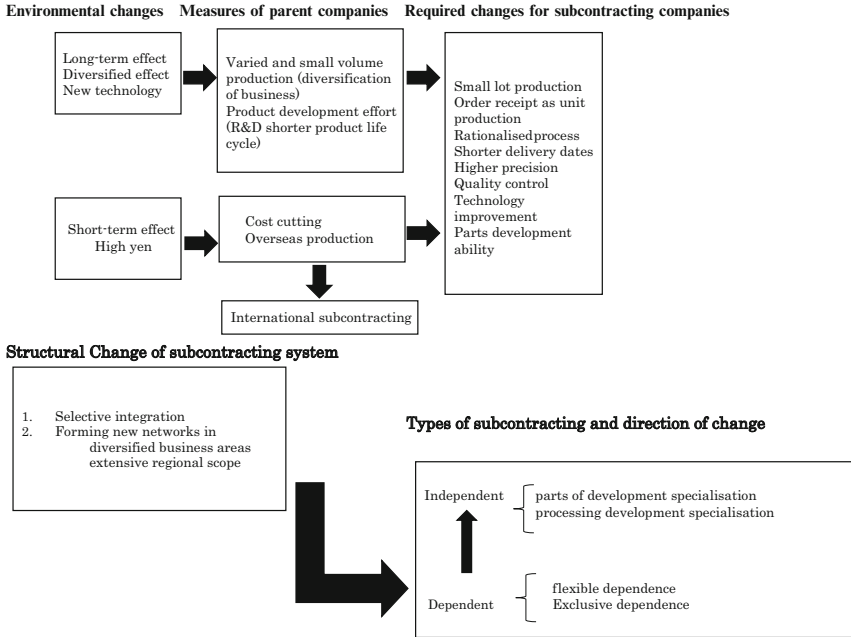 Environmental changes Measures of parent companies Required changes for subcontracting companies
Long-term effect
Diversified effect
New technology
Varied and small volume
production (diversification
of business)
Product development effort
(R&D shorter product life
cycle)
Small lot production
Order receipt as unit
production
Rationalisedprocess
Shorter delivery dates
Higher precision
Quality control
Technology
improvement
Parts development
ability
Short-term effect
High yen
Cost cutting
Overseas production
International subcontracting
Structural Change of subcontracting system
1. Selective integration
2. Forming new networks in
diversified business areas
extensive regional scope
Types of subcontracting and direction of change
Independent
parts of development specialisation
processing development specialisation
Dependent
flexible dependence
Exclusive dependence